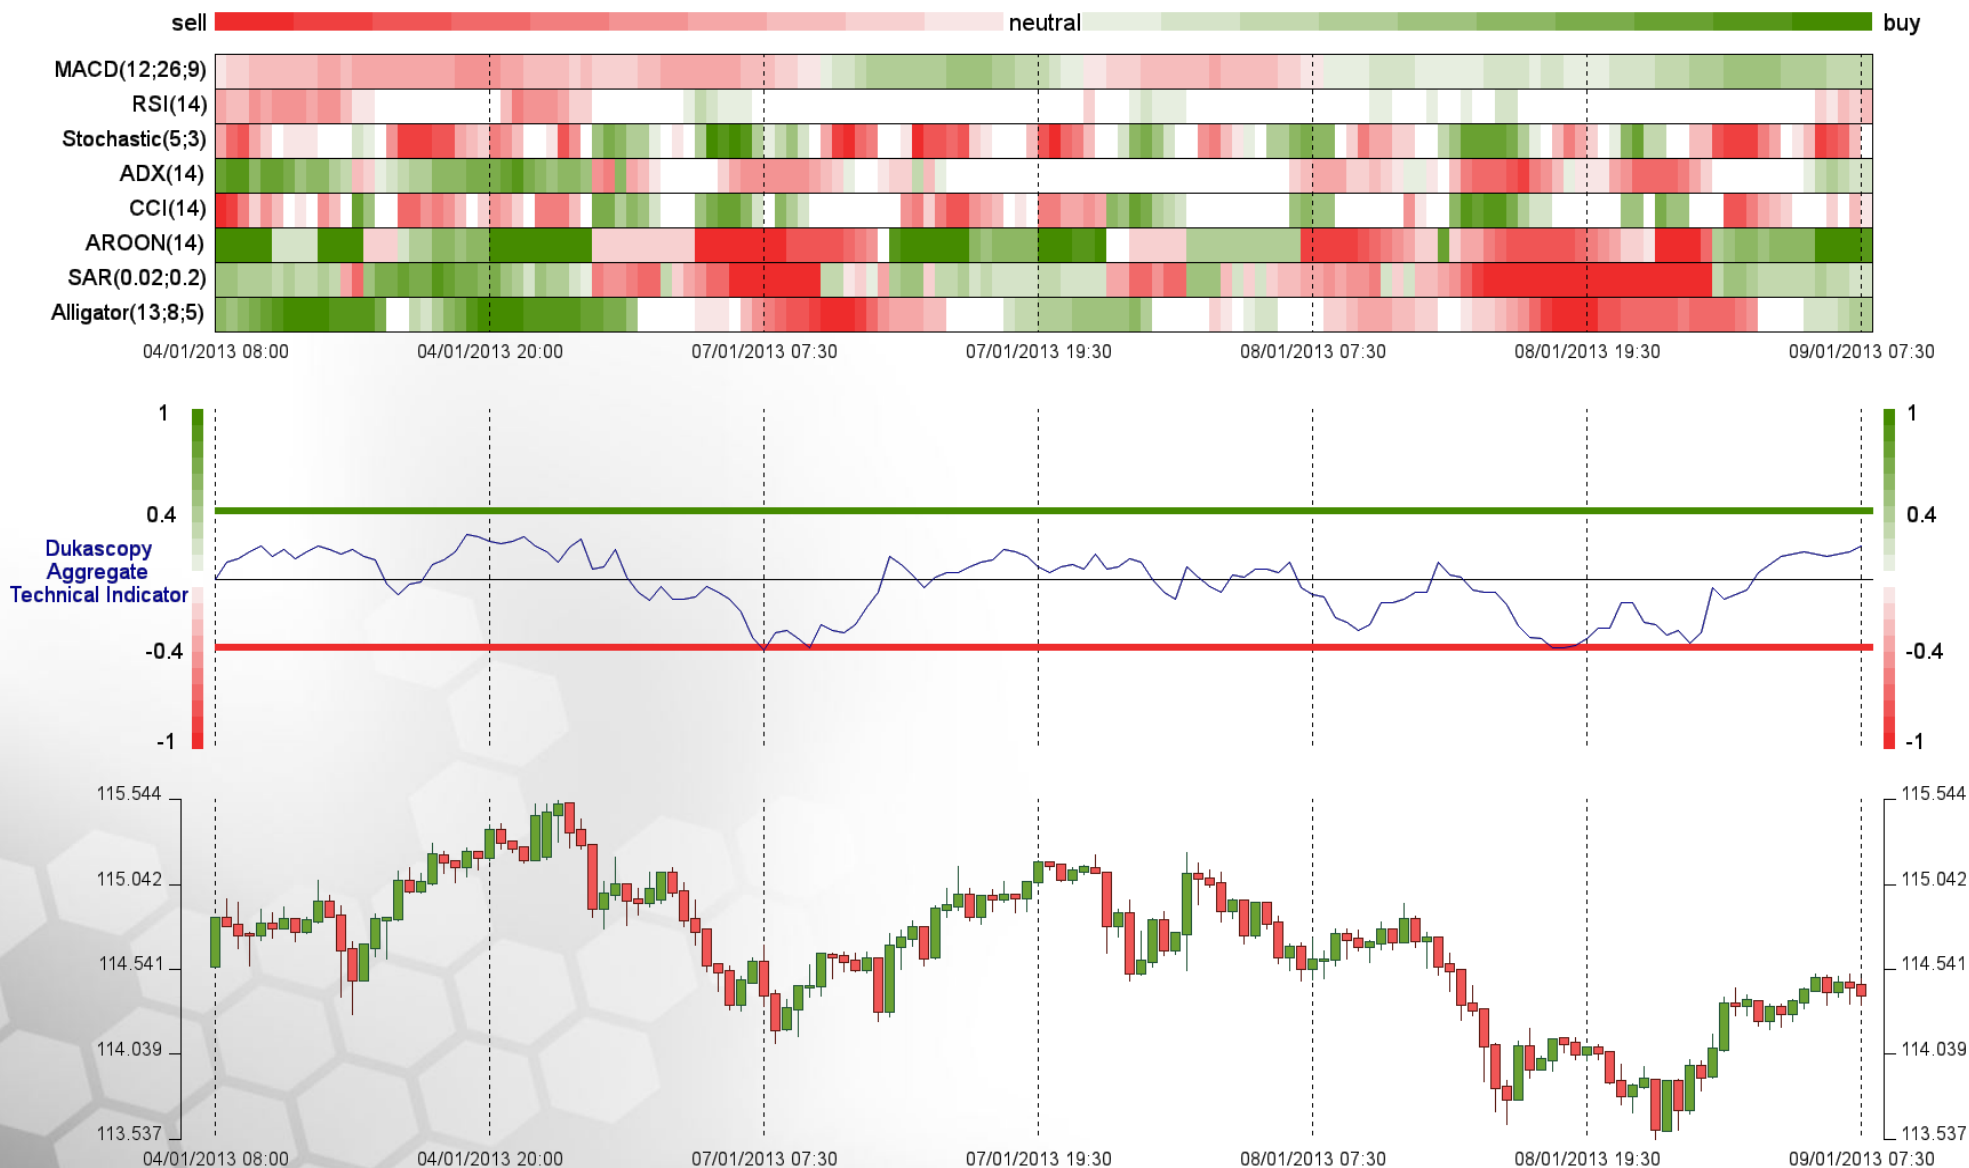 sell neutral buy
MACD(12;26;9)
RSI(14)
Stochastic(5;3)
ADX(14)
CCI(14)
AROON(14)
SAR(0.02;0.2)
Alligator(13;8;5)
04/01/2013 08:00 04/01/2013 20:00 07/01/2013 07:30 07/01/2013 19:30 08/01/2013 07:30 08/01/2013 19:30 09/01/2013 07:30
1 1
0.4 0.4
Dukascopy
Aggregate
Technical Indicator
-0.4 -0.4
-1 -1
115.544 115.544
115.042 115.042
114.541 114.541
114.039 114.039
113.537 113.537
04/01/2013 08:00 04/01/2013 20:00 07/01/2013 07:30 07/01/2013 19:30 08/01/2013 07:30 08/01/2013 19:30 09/01/2013 07:30